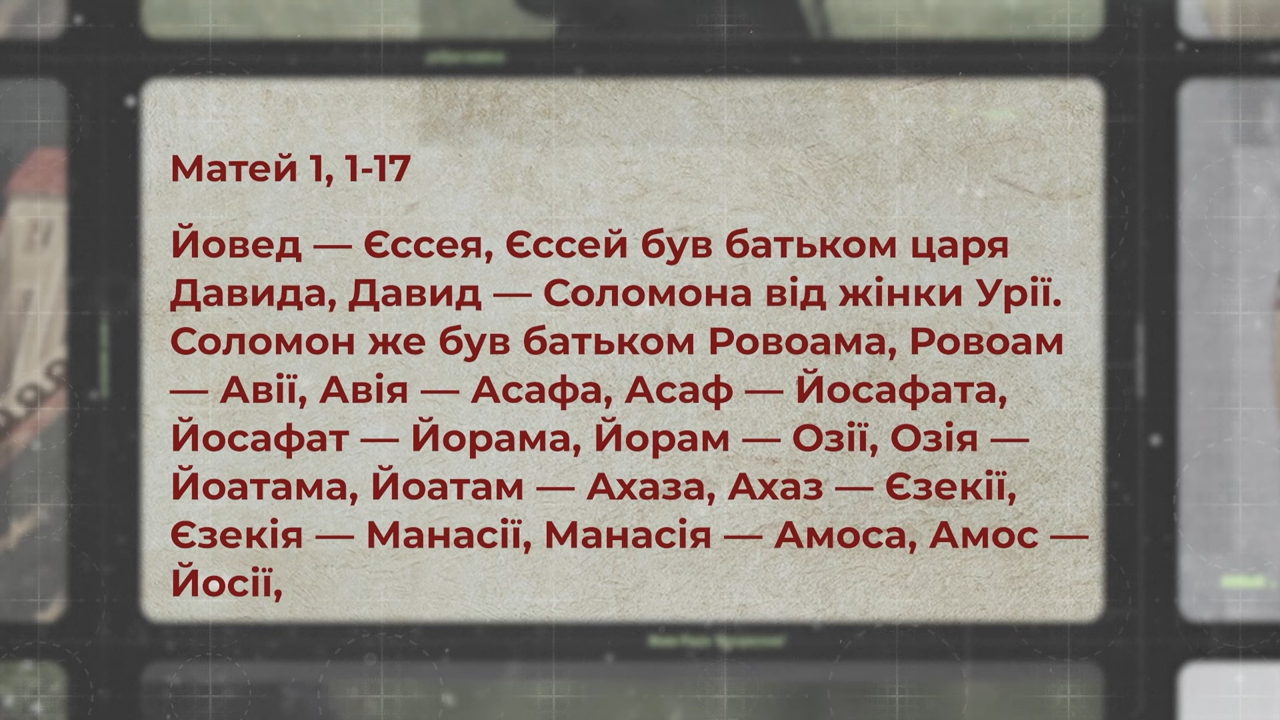 Матей 1, 1-17
Йовед — Єссея, Єссей був батьком царя
Давида, Давид — Соломона від жінки Урії.
Соломон же був батьком Ровоама, Ровоам
— Авії, Авія — Асафа, Асаф — Йосафата,
Йосафат — Йорама, Йорам — Озії, Озія —
Йоатама, Йоатам — Ахаза, Ахаз — Єзекії,
Єзекія — Манасії, Манасія — Амоса, Амос —
Йосії,